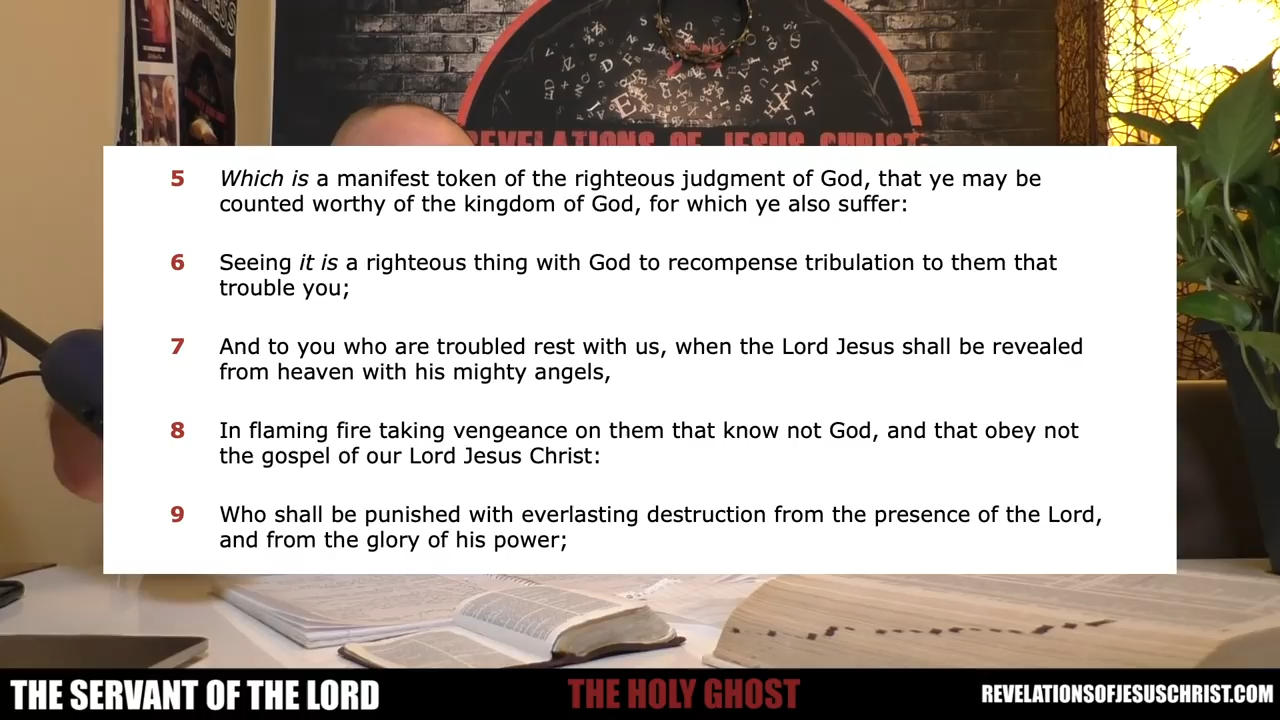 REVELATIONS OF JESUS CHRIST
5 Which is a manifest token of the righteous judgment of God, that ye may be
counted worthy of the kingdom of God, for which ye also suffer:
6 Seeing it is a righteous thing with God to recompense tribulation to them that
trouble you;
7 And to you who are troubled rest with us, when the Lord Jesus shall be revealed
from heaven with his mighty angels,
8 In flaming fire taking vengeance on them that know not God, and that obey not
the gospel of our Lord Jesus Christ:
9 Who shall be punished with everlasting destruction from the presence of the Lord,
and from the glory of his power;
THE SERVANT OF THE LORD
THE HOLY GHOST
REVELATIONSOFJESUSCHRIST.COM